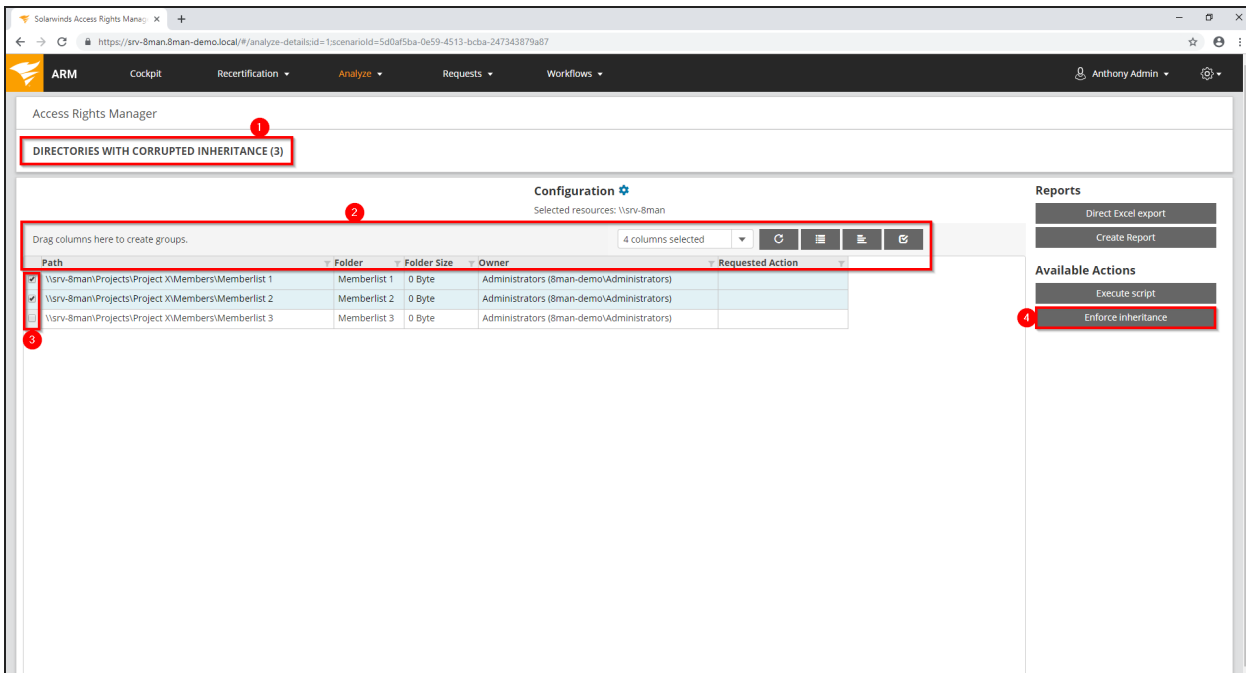 Solarwinds Access Rights Manag
https://srv-8man.8man-demo.local/#/analyze-details;id=1;scenarioId=5d0af5ba-0e59-4513-bcba-247343879a87
ARM Cockpit Recertification Analyze Requests Workflows Anthony Admin
Access Rights Manager
1
DIRECTORIES WITH CORRUPTED INHERITANCE (3)
Configuration
Reports
Selected resources: \\srv-8man
2
Direct Excel export
Drag columns here to create groups. 4 columns selected
Create Report
Path Folder Folder Size Owner Requested Action
Available Actions
\\srv-8man\Projects\Project X\Members\Memberlist 1 Memberlist 1 0 Byte Administrators (8man-demo\Administrators)
Execute script
\\srv-8man\Projects\Project X\Members\Memberlist 2 Memberlist 2 0 Byte Administrators (8man-demo\Administrators)
\\srv-8man\Projects\Project X\Members\Memberlist 3 Memberlist 3 0 Byte Administrators (8man-demo\Administrators)
4 Enforce inheritance
3